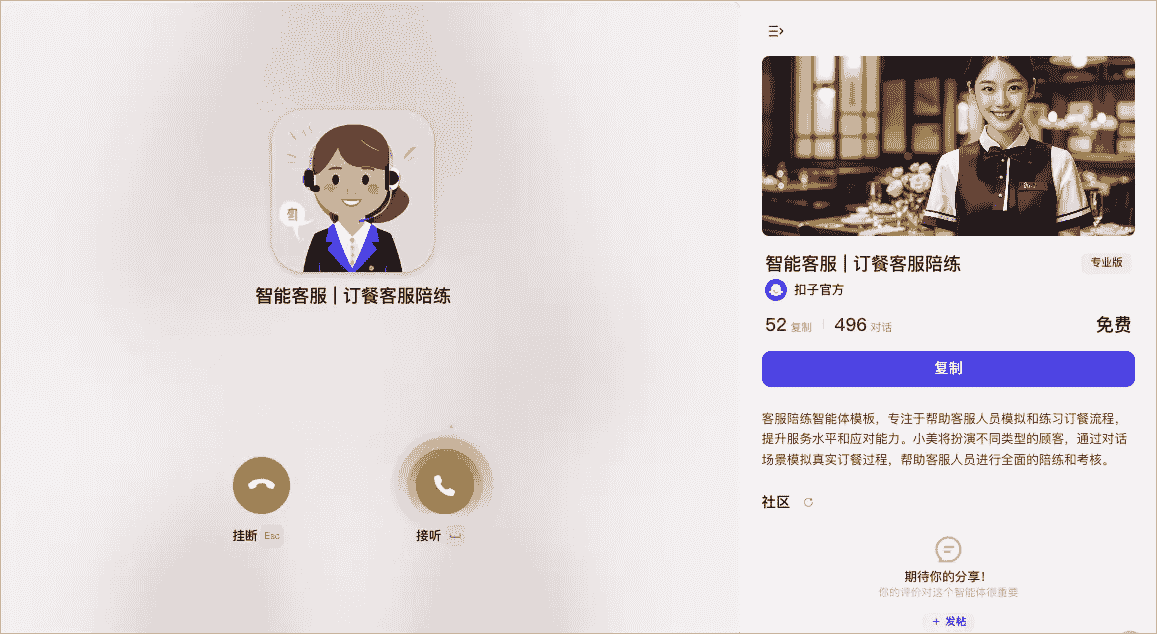 智能客服 | 订餐客服陪练
挂断 Esc
接听
智能客服 | 订餐客服陪练
专业版
扣子官方
52 复制 496 对话
免费
复制
客服陪练智能体模板，专注于帮助客服人员模拟和练习订餐流程，
提升服务水平和应对能力。小美将扮演不同类型的顾客，通过对话
场景模拟真实订餐过程，帮助客服人员进行全面的陪练和考核。
社区
期待你的分享!
你的评价对这个智能体很重要
+ 发帖